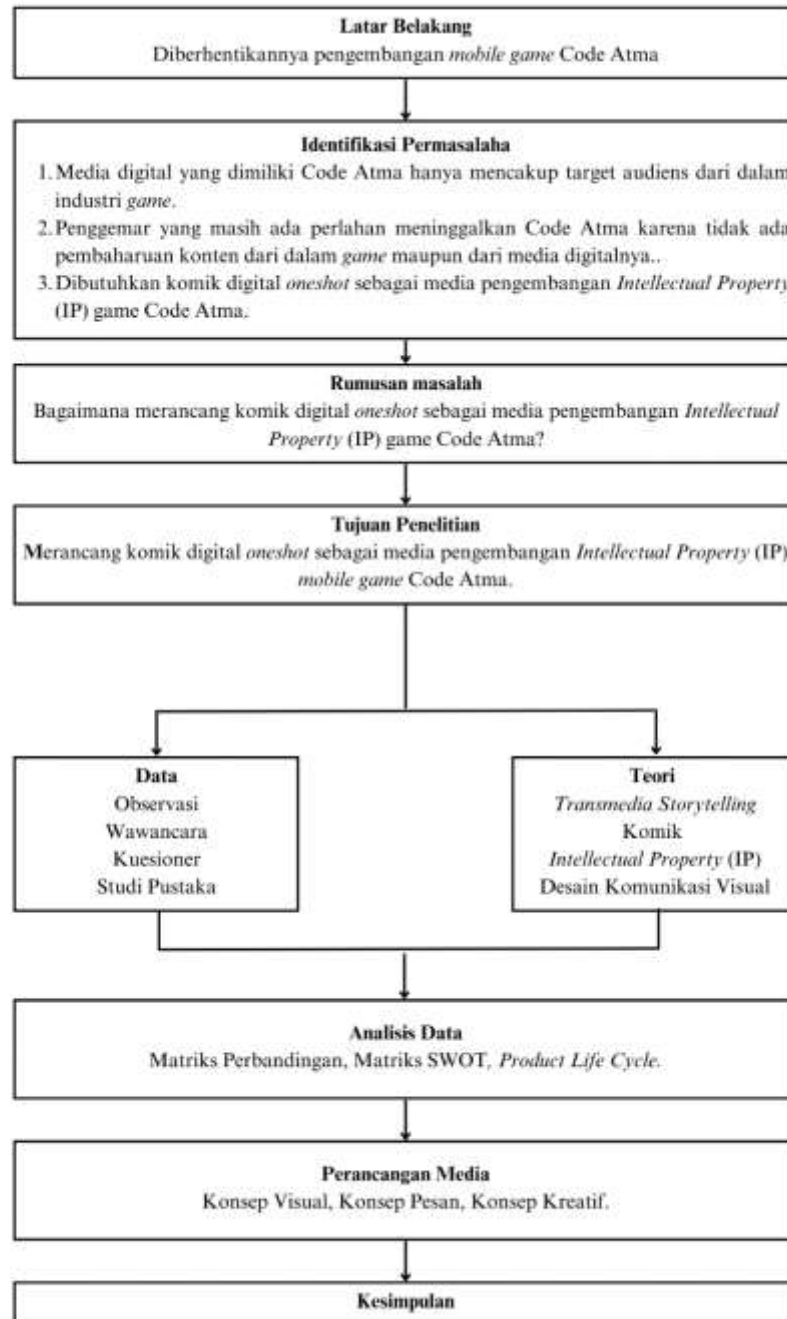 Latar Belakang
Diberhentikannya pengembangan mobile game Code Atma
Identifikasi Permasalaha
1. Media digital yang dimiliki Code Atma hanya mencakup target audiens dari dalam
industri game.
2. Penggemar yang masih ada perlahan meninggalkan Code Atma karena tidak ada
pembaharuan konten dari dalam game maupun dari media digitalnya..
3. Dibutuhkan komik digital oneshot sebagai media pengembangan Intellectual Property
(IP) game Code Atma.
Rumusan masalah
Bagaimana merancang komik digital oneshot sebagai media pengembangan Intellectual
Property (IP) game Code Atma?
Tujuan Penelitian
Merancang komik digital oneshot sebagai media pengembangan Intellectual Property (IP)
mobile game Code Atma.
Data
Observasi
Wawancara
Kuesioner
Studi Pustaka
Teori
Transmedia Storytelling
Komik
Intellectual Property (IP)
Desain Komunikasi Visual
Analisis Data
Matriks Perbandingan, Matriks SWOT, Product Life Cycle.
Perancangan Media
Konsep Visual, Konsep Pesan, Konsep Kreatif.
Kesimpulan